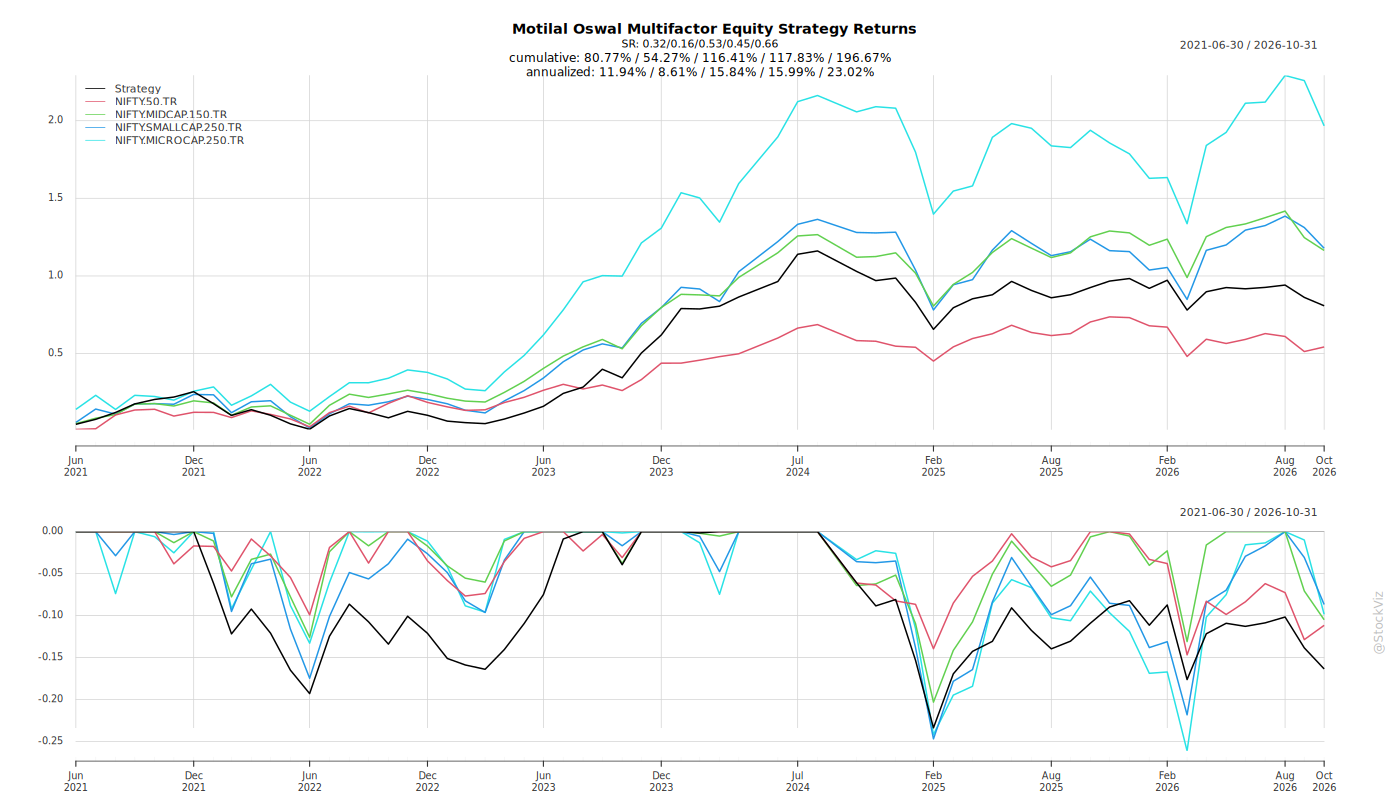 Motilal Oswal Multifactor Equity Strategy Returns
SR: 0.32/0.16/0.53/0.45/0.66
cumulative: 80.77% / 54.27% / 116.41% / 117.83% / 196.67%
annualized: 11.94% / 8.61% / 15.84% / 15.99% / 23.02%
2021-06-30 / 2026-10-31
Strategy
NIFTY.50.TR
NIFTY.MIDCAP.150.TR
NIFTY.SMALLCAP.250.TR
NIFTY.MICROCAP.250.TR
2.0
1.5
1.0
0.5
Jun Dec Jun Dec Jun Dec Jul Feb Aug Feb Aug Oct
2021 2021 2022 2022 2023 2023 2024 2025 2025 2026 2026 2026
2021-06-30 / 2026-10-31
0.00
-0.05
-0.10
-0.15
-0.20
-0.25
Jun Dec Jun Dec Jun Dec Jul Feb Aug Feb Aug Oct
2021 2021 2022 2022 2023 2023 2024 2025 2025 2026 2026 2026
@StockViz